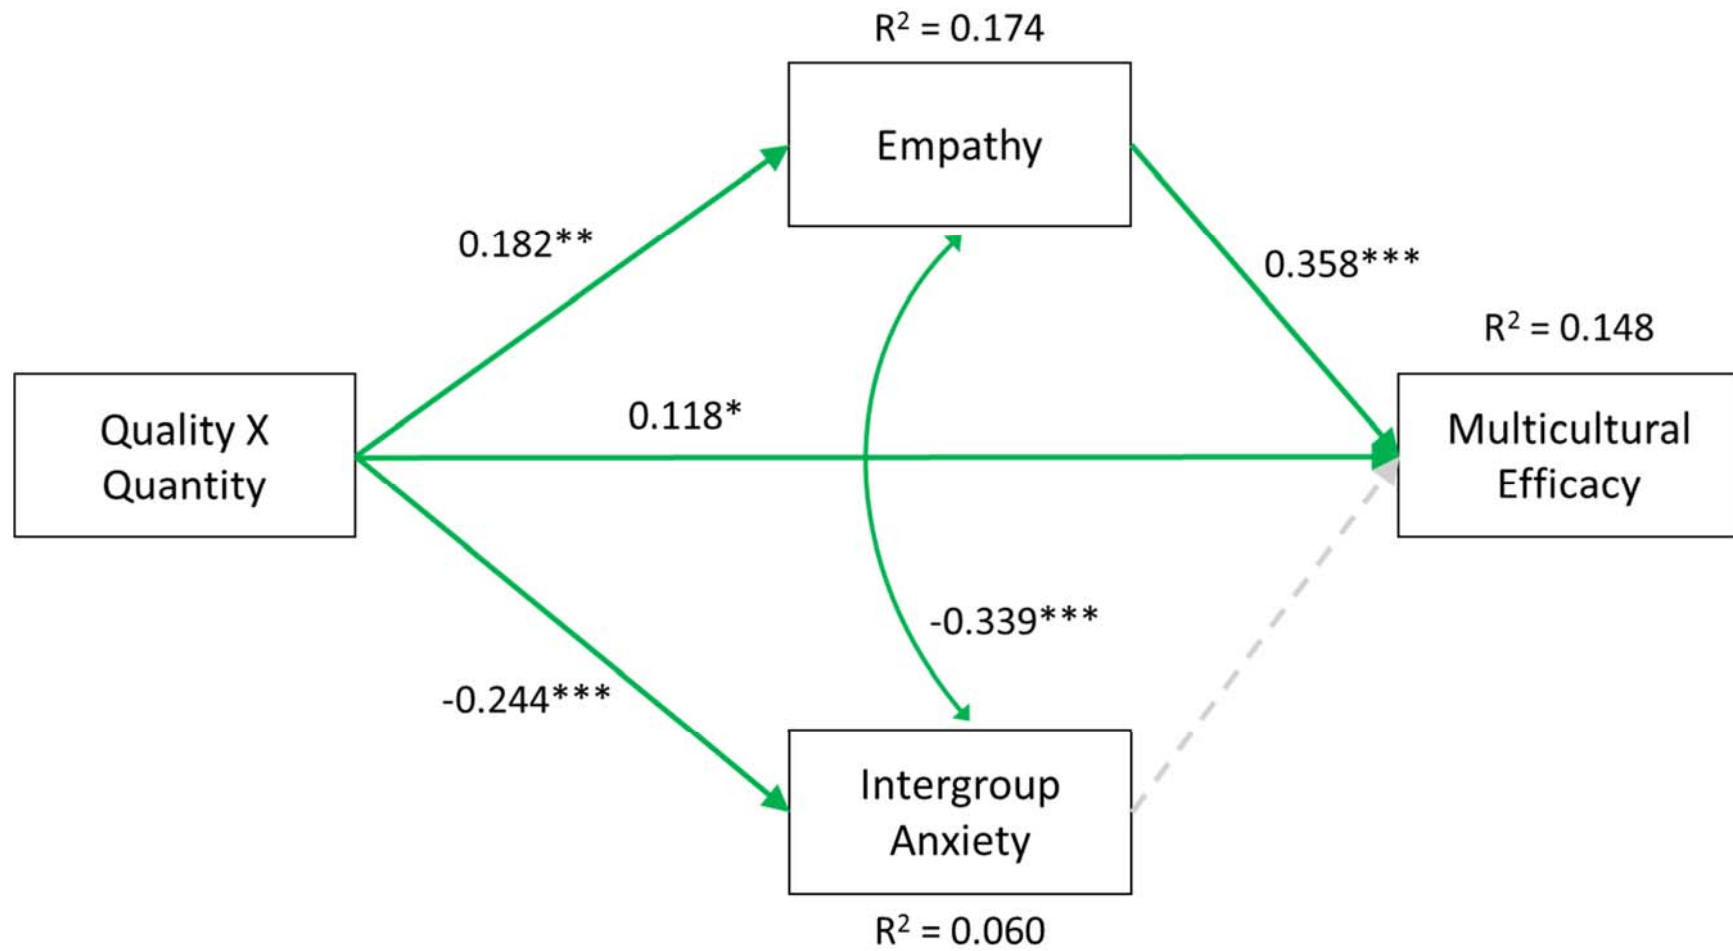 R² = 0.174
Empathy
0.182**
0.358***
R² = 0.148
Quality X
Quantity
0.118*
Multicultural
Efficacy
-0.339***
-0.244***
Intergroup
Anxiety
R² = 0.060